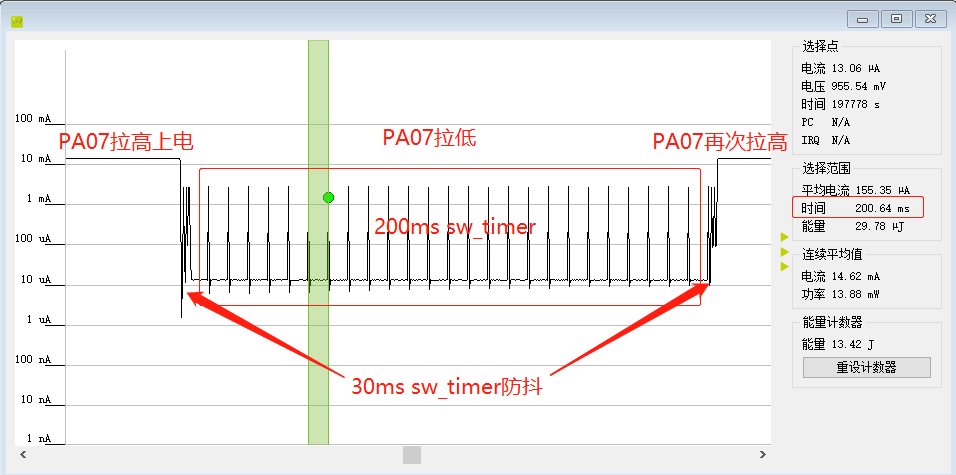 选择点
电流 13.06 μA
电压 955.54 mV
时间 197778 s
PC N/A
IRQ N/A
选择范围
平均电流 155.35 μA
时间 200.64 ms
能量 29.78 μJ
连续平均值
电流 14.62 mA
功率 13.88 mW
能量计数器
能量 13.42 J
重设计数器
100 mA
10 mA
1 mA
100 uA
10 uA
1 uA
100 nA
10 nA
1 nA
PA07拉高上电
PA07拉低
PA07再次拉高
200ms sw_timer
30ms sw_timer防抖